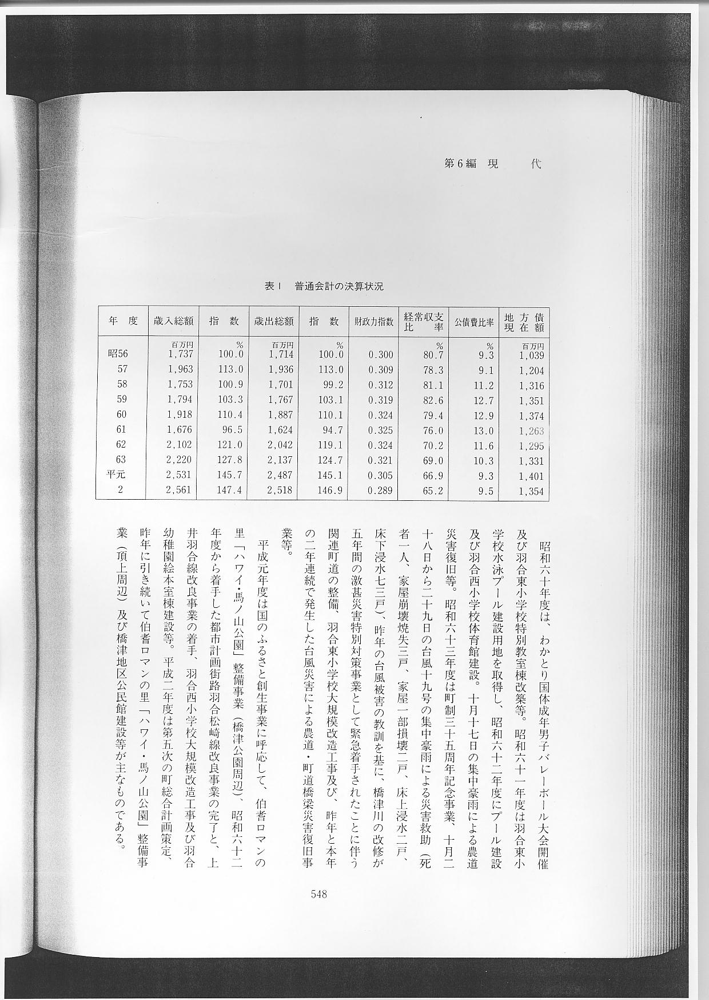 第6編　現　　代
表1　普通会計の決算状況
年　度　歳入総額　指　数　歳出総額　指　数　財政力指数　経常収支比率　公債費比率　地方債現在額
百万円　%　百万円　%　%　%　百万円
昭56　1,737　100.0　1,714　100.0　0.300　80.7　9.3　1,039
57　1,963　113.0　1,936　113.0　0.309　78.3　9.1　1,204
58　1,753　100.9　1,701　99.2　0.312　81.1　11.2　1,316
59　1,794　103.3　1,767　103.1　0.319　82.6　12.7　1,351
60　1,918　110.4　1,887　110.1　0.324　79.4　12.9　1,374
61　1,676　96.5　1,624　94.7　0.325　76.0　13.0　1,263
62　2,102　121.0　2,042　119.1　0.324　70.2　11.6　1,295
63　2,220　127.8　2,137　124.7　0.321　69.0　10.3　1,331
平元　2,531　145.7　2,487　145.1　0.305　66.9　9.3　1,401
2　2,561　147.4　2,518　146.9　0.289　65.2　9.5　1,354
昭和六十年度は、わかとり国体成年男子バレーボール大会開催
及び羽合東小学校特別教室棟改築等。昭和六十一年度は羽合東小
学校水泳プール建設用地を取得し、昭和六十二年度にプール建設
及び羽合西小学校体育館建設。十月十七日の集中豪雨による農道
災害復旧等。昭和六十三年度は町制三十五周年記念事業、十月二
十八日から二十九日の台風十九号の集中豪雨による災害救助（死
者一人、家屋崩壊焼失三戸、家屋一部損壊二戸、床上浸水二戸、
床下浸水七三戸）、昨年の台風被害の教訓を基に、橋津川の改修が
五年間の激甚災害特別対策事業として緊急着手されたことに伴う
関連町道の整備、羽合東小学校大規模改造工事及び、昨年と本年
の二年連続で発生した台風災害による農道・町道橋梁災害復旧事
業等。
平成元年度は国のふるさと創生事業に呼応して、伯耆ロマンの
里「ハワイ・馬ノ山公園」整備事業（橋津公園周辺）、昭和六十二
年度から着手した都市計画街路羽合松崎線改良事業の完了と、上
井羽合線改良事業の着手、羽合西小学校大規模改造工事及び羽合
幼稚園絵本室棟建設等。平成二年度は第五次の町総合計画策定、
昨年に引き続いて伯耆ロマンの里「ハワイ・馬ノ山公園」整備事
業（頂上周辺）及び橋津地区公民館建設等が主なものである。
548